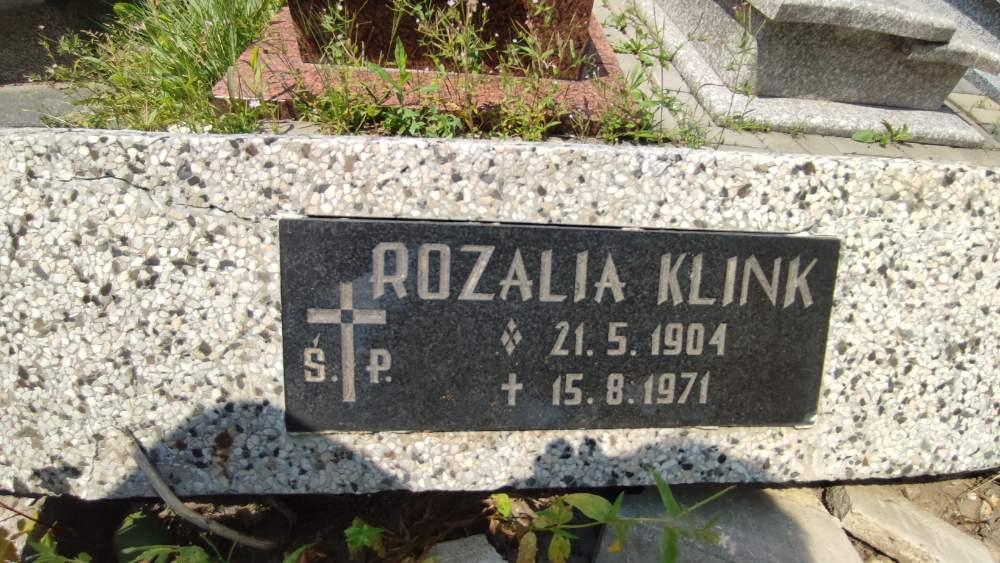 ROZALIA KLINK
21. 5. 1904
Ś. P.
15. 8. 1971